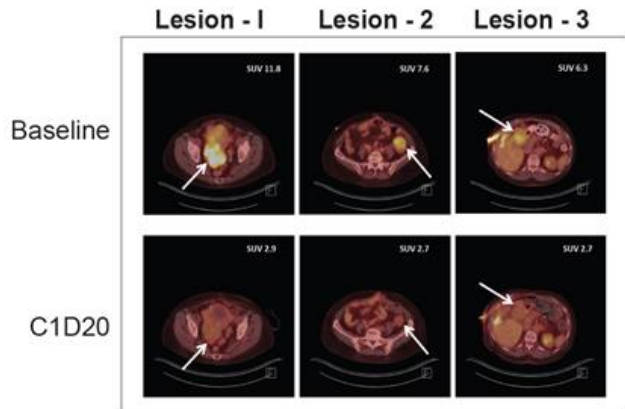 Lesion - I Lesion - 2 Lesion - 3
Baseline
SUV 11.8 SUV 7.6 SUV 6.3
C1D20
SUV 2.9 SUV 2.7 SUV 2.7